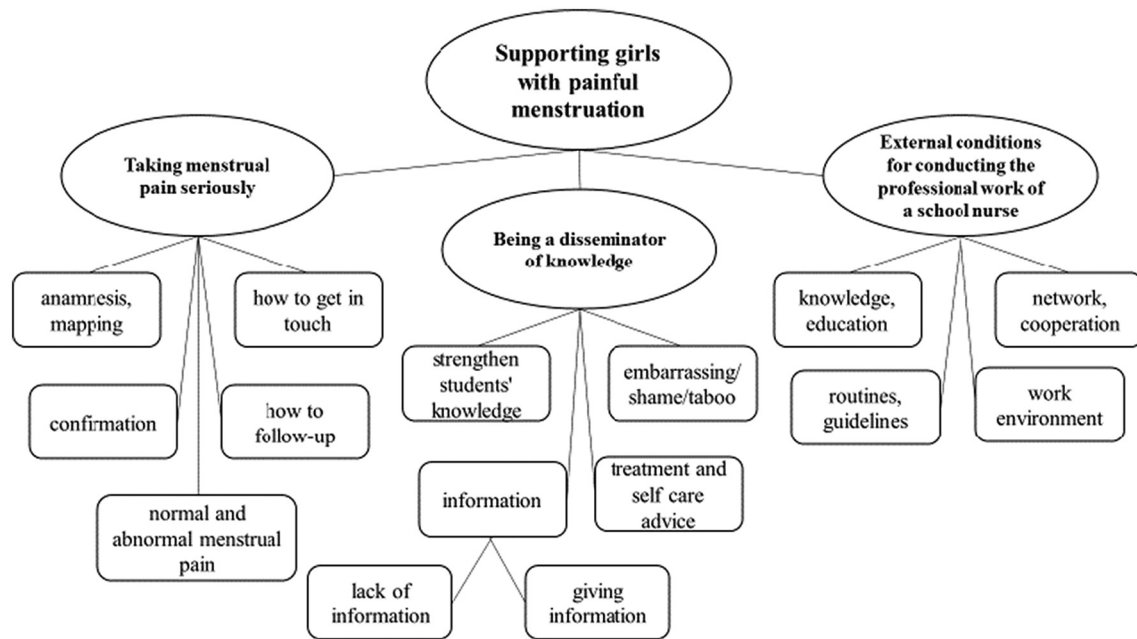 Supporting girls
with painful
menstruation
Taking menstrual
pain seriously
External conditions
for conducting the
professional work of
a school nurse
Being a disseminator
of knowledge
anamnesis,
mapping
how to get in
touch
confirmation
how to
follow-up
normal and
abnormal menstrual
pain
strengthen
students'
knowledge
embarrassing/
shame/taboo
information
treatment and
self care
advice
lack of
information
giving
information
knowledge,
education
network,
cooperation
routines,
guidelines
work
environment